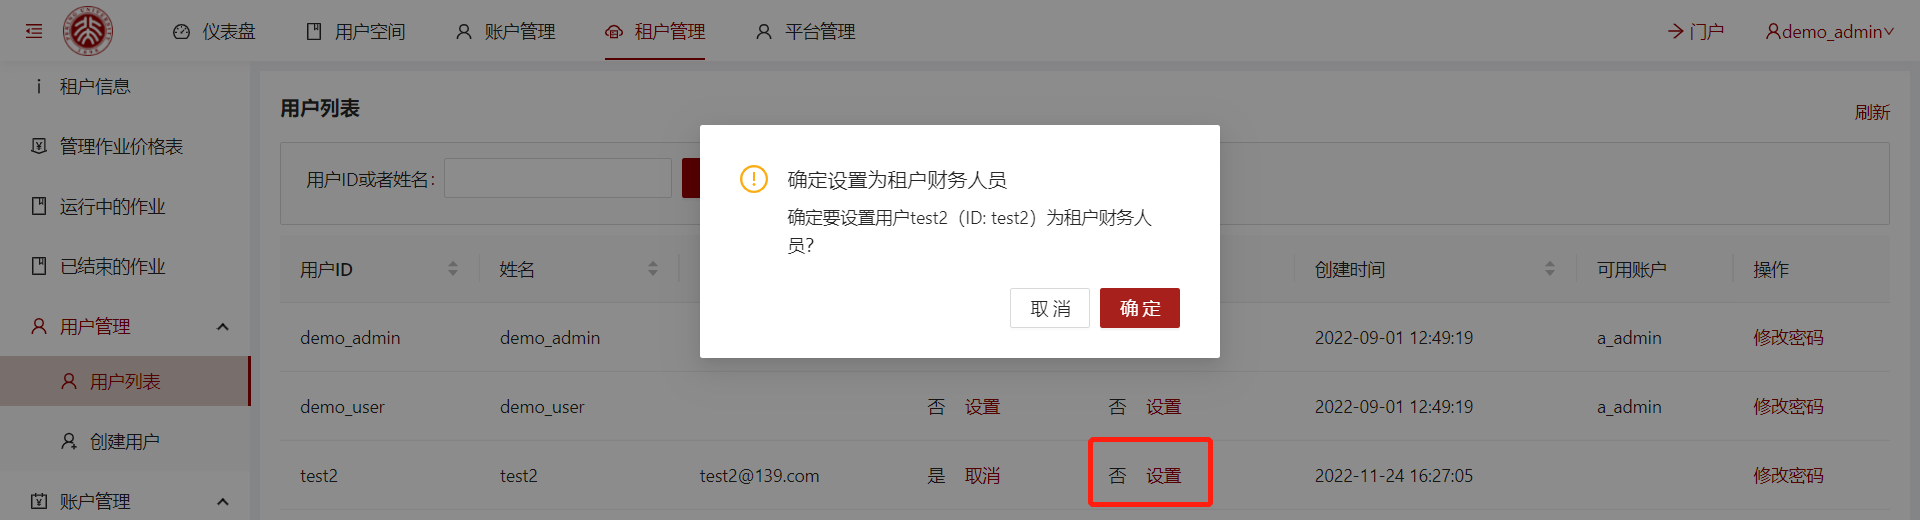 仪表盘 用户空间 账户管理 租户管理 平台管理 门户 demo_admin
租户信息
管理作业价格表
运行中的作业
已结束的作业
用户管理
用户列表
创建用户
账户管理
用户列表
刷新
用户ID或者姓名:
用户ID 姓名 创建时间 可用账户 操作
demo_admin demo_admin 2022-09-01 12:49:19 a_admin 修改密码
demo_user demo_user 否 设置 否 设置 2022-09-01 12:49:19 a_admin 修改密码
test2 test2 test2@139.com 是 取消 否 设置 2022-11-24 16:27:05 修改密码
确定设置为租户财务人员
确定要设置用户test2（ID: test2）为租户财务人
员？
取 消 确 定